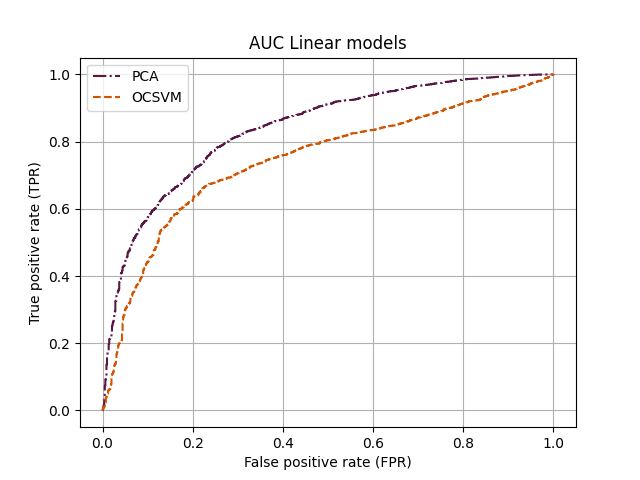 AUC Linear models
PCA
OCSVM
True positive rate (TPR)
1.0
0.8
0.6
0.4
0.2
0.0
0.0 0.2 0.4 0.6 0.8 1.0
False positive rate (FPR)